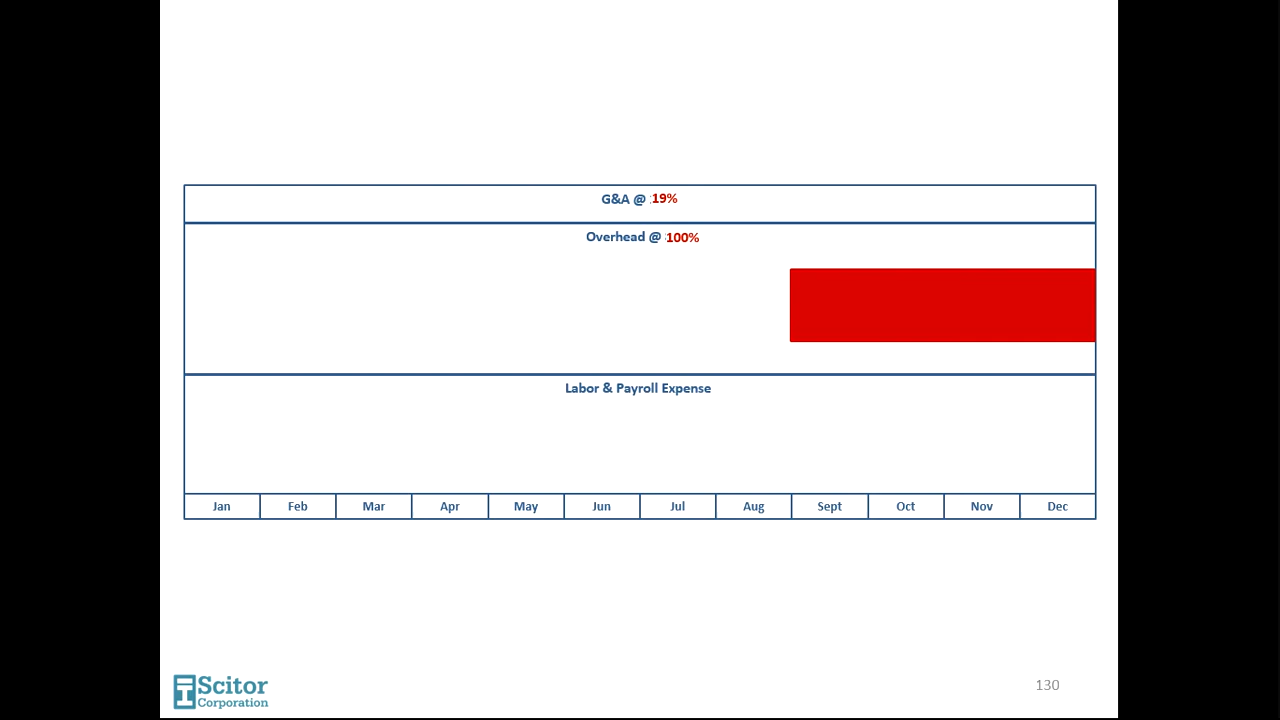 G&A @ 19%
Overhead @ 100%
Labor & Payroll Expense
Jan Feb Mar Apr May Jun Jul Aug Sept Oct Nov Dec
Scitor
Corporation
130